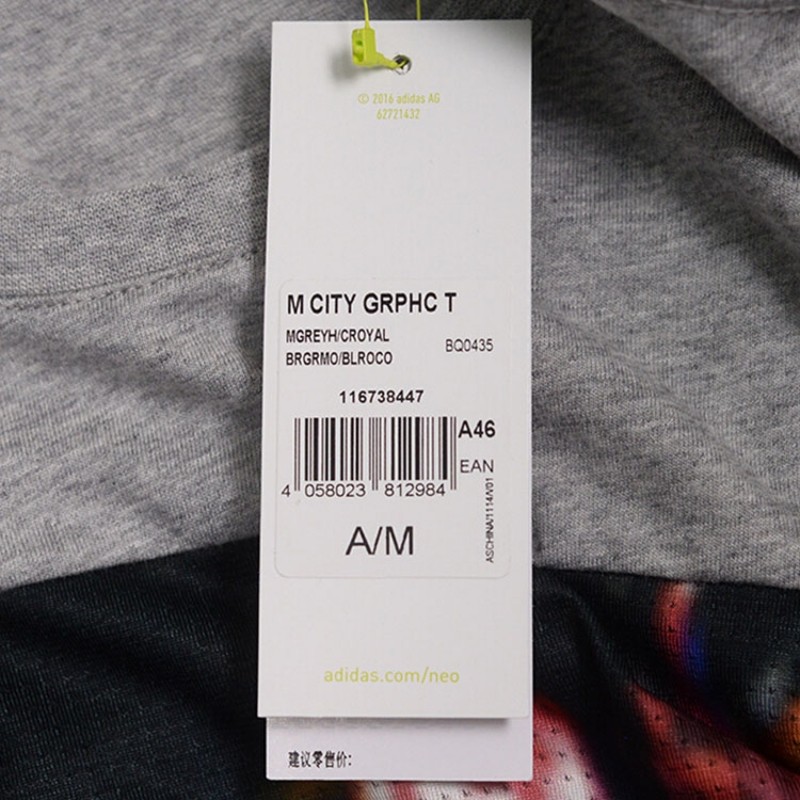 © 2016 adidas AG
62721432
M CITY GRPHC T
MGREYH/CROYAL
BRGRMO/BLROCO
BQ0435
116738447
A46
EAN
4 058023 812984
ASCHINA/1114/V01
A/M
adidas.com/neo
建议零售价: